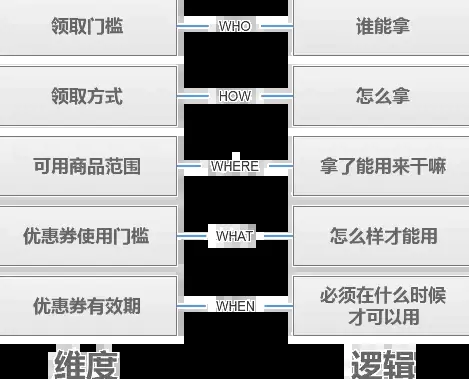 领取门槛 WHO 谁能拿
领取方式 HOW 怎么拿
可用商品范围 WHERE 拿了能用来干嘛
优惠券使用门槛 WHAT 怎么样才能用
优惠券有效期 WHEN 必须在什么时候
才可以用
维度 逻辑